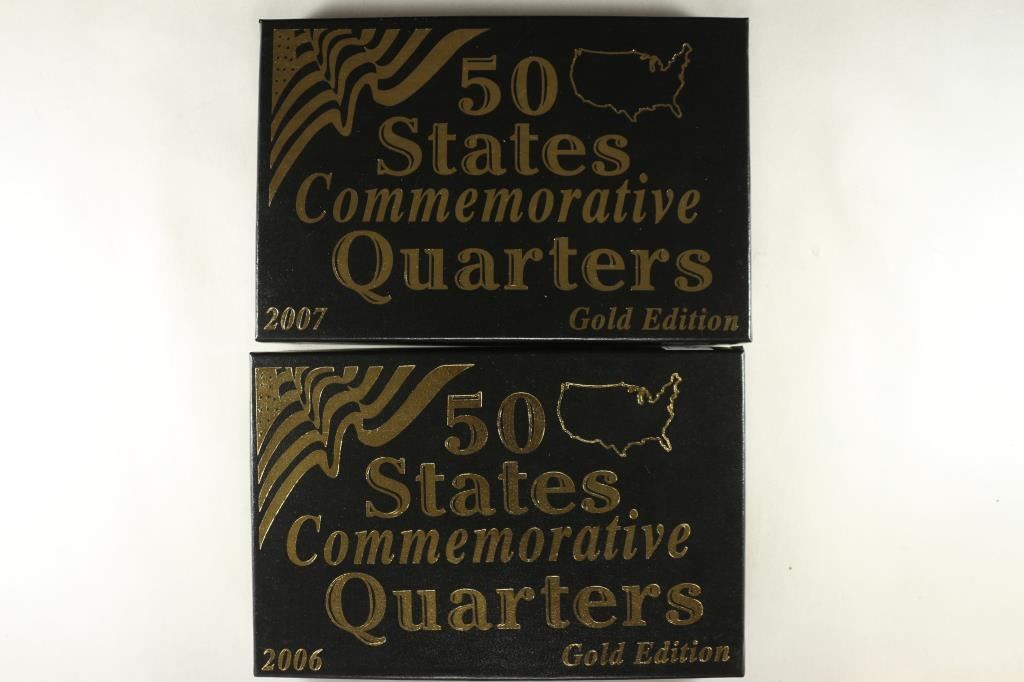 50
States
Commemorative
Quarters
2007 Gold Edition
50
States
Commemorative
Quarters
2006 Gold Edition